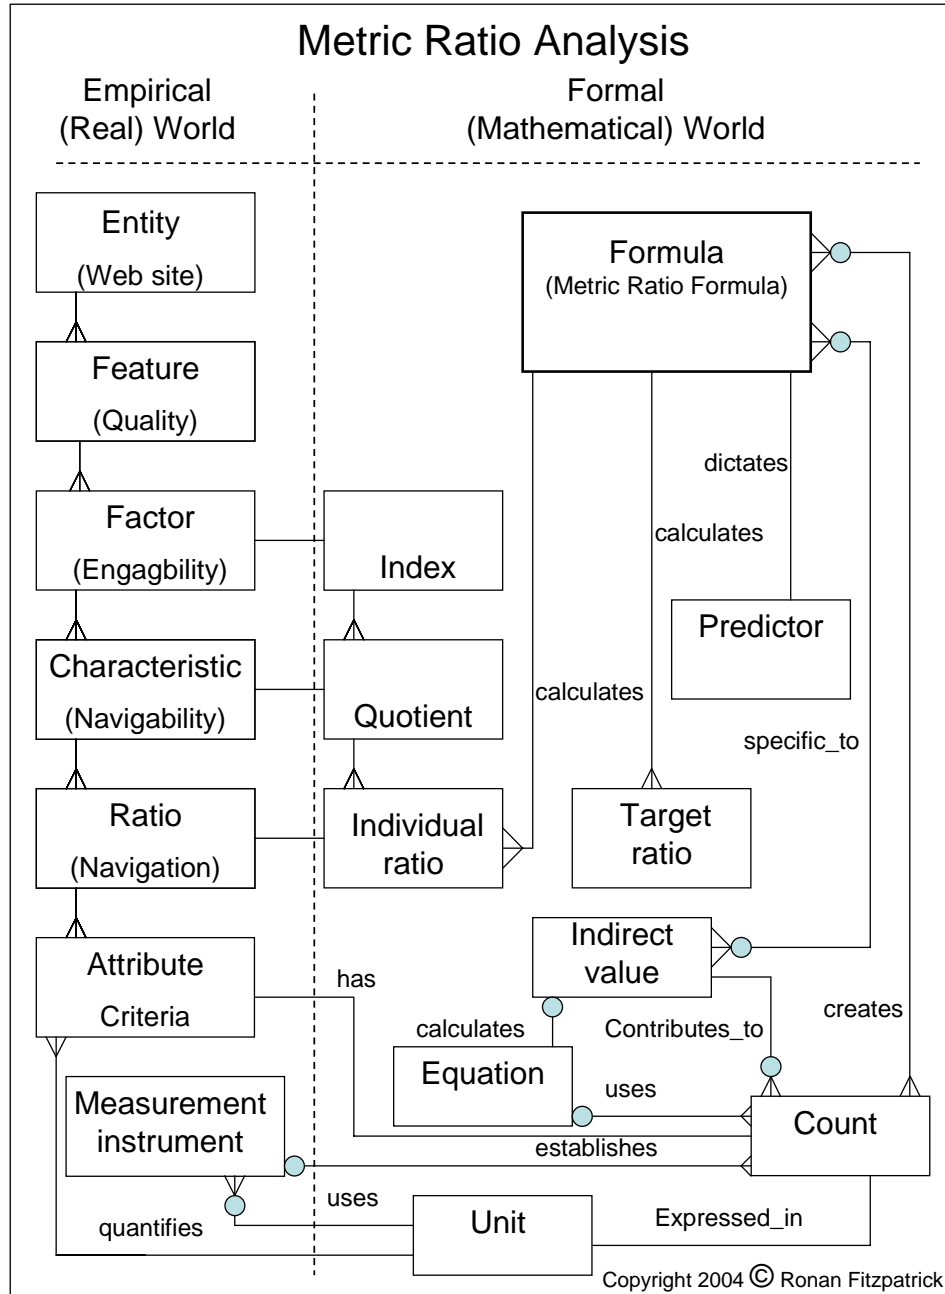 Metric Ratio Analysis
Empirical
(Real) World
Formal
(Mathematical) World
Entity
(Web site)
Formula
(Metric Ratio Formula)
Feature
(Quality)
dictates
Factor
(Engagbility)
Index
calculates
Predictor
Characteristic
(Navigability)
Quotient
calculates
specific_to
Ratio
(Navigation)
Individual
ratio
Target
ratio
Attribute
Criteria
has
Indirect
value
calculates
Contributes_to
creates
Equation
uses
Measurement
instrument
Count
establishes
uses
quantifies
Unit
Expressed_in
Copyright 2004 © Ronan Fitzpatrick